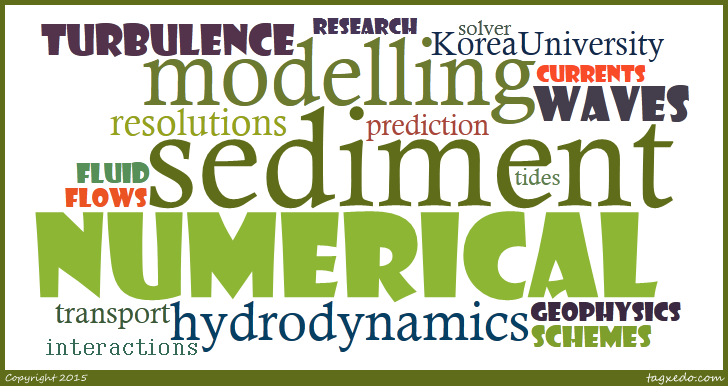 TURBULENCE
RESEARCH
solver
KoreaUniversity
modelling
CURRENTS
WAVES
resolutions
prediction
sediment
FLUID
FLOWS
tides
NUMERICAL
transport
hydrodynamics
GEOPHYSICS
SCHEMES
interactions
Copyright 2015
tagxedo.com